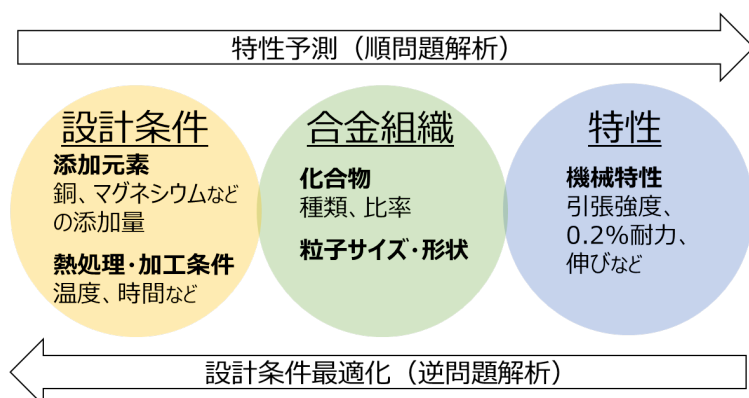 特性予測（順問題解析）
設計条件
添加元素
銅、マグネシウムなど
の添加量
熱処理・加工条件
温度、時間など
合金組織
化合物
種類、比率
粒子サイズ・形状
特性
機械特性
引張強度、
0.2%耐力、
伸びなど
設計条件最適化（逆問題解析）